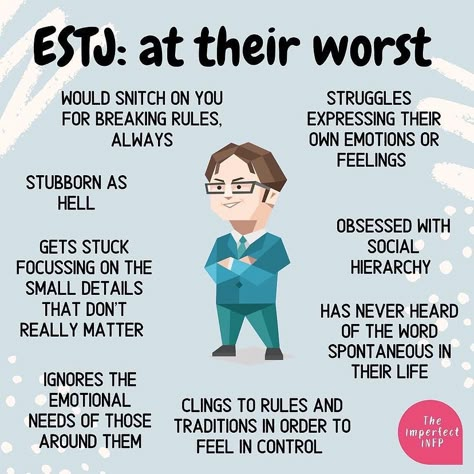 ESTJ: at their worst
WOULD SNITCH ON YOU
FOR BREAKING RULES,
ALWAYS
STRUGGLES
EXPRESSING THEIR
OWN EMOTIONS OR
FEELINGS
STUBBORN AS
HELL
OBSESSED WITH
SOCIAL
HIERARCHY
GETS STUCK
FOCUSSING ON THE
SMALL DETAILS
THAT DON'T
REALLY MATTER
HAS NEVER HEARD
OF THE WORD
SPONTANEOUS IN
THEIR LIFE
IGNORES THE
EMOTIONAL
NEEDS OF THOSE
AROUND THEM
CLINGS TO RULES AND
TRADITIONS IN ORDER TO
FEEL IN CONTROL
The
Imperfect
INFP